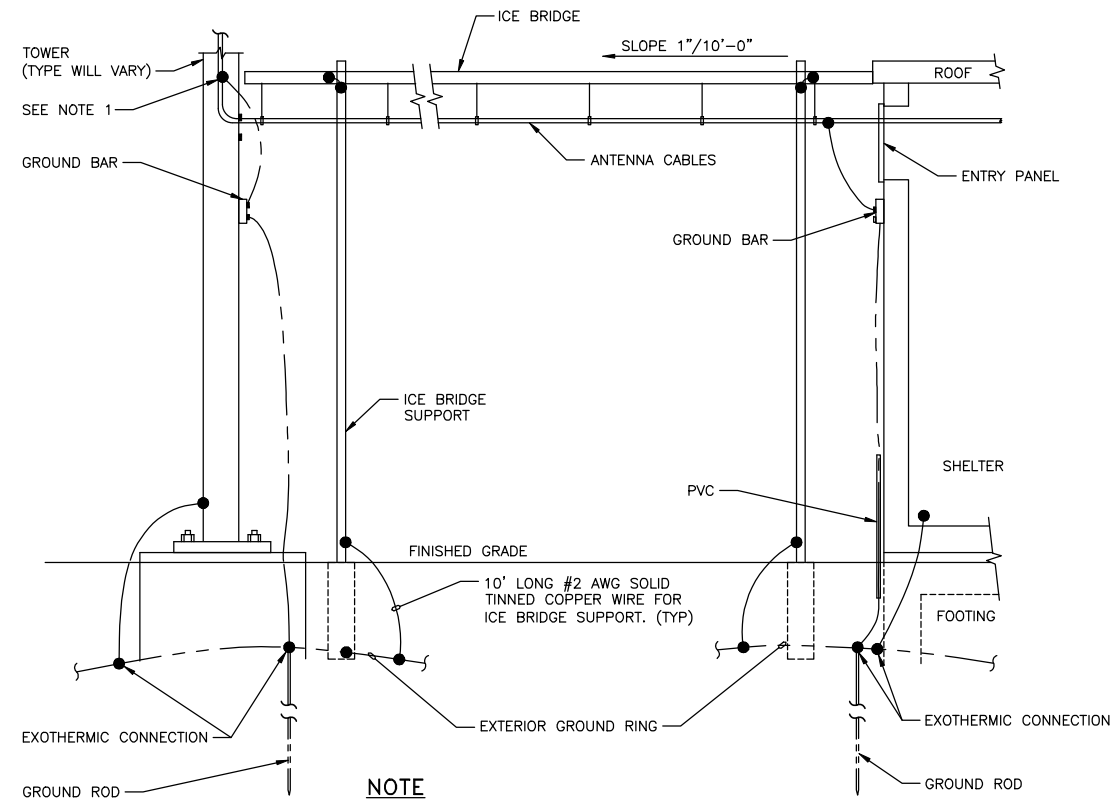 ICE BRIDGE
SLOPE 1"/10'-0"
TOWER
(TYPE WILL VARY)
ROOF
SEE NOTE 1
ANTENNA CABLES
GROUND BAR
ENTRY PANEL
GROUND BAR
ICE BRIDGE
SUPPORT
SHELTER
PVC
FINISHED GRADE
10' LONG #2 AWG SOLID
TINNED COPPER WIRE FOR
ICE BRIDGE SUPPORT. (TYP)
FOOTING
EXTERIOR GROUND RING
EXOTHERMIC CONNECTION
EXOTHERMIC CONNECTION
GROUND ROD
GROUND ROD
NOTE